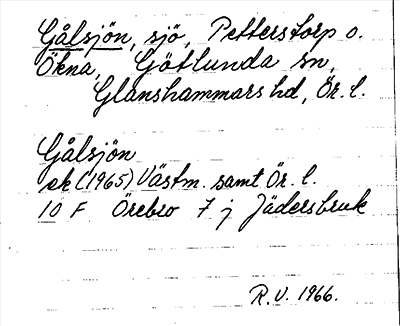 Gålsjön, sjö, Petterstorp o.
Ökna, Götlunda sn,
Glanshammars hd, Ör. l.
Gålsjön
ek (1965) Västm. samt Ör. l.
10 F Örebro 7 j Jädersbruk
R.V. 1966.